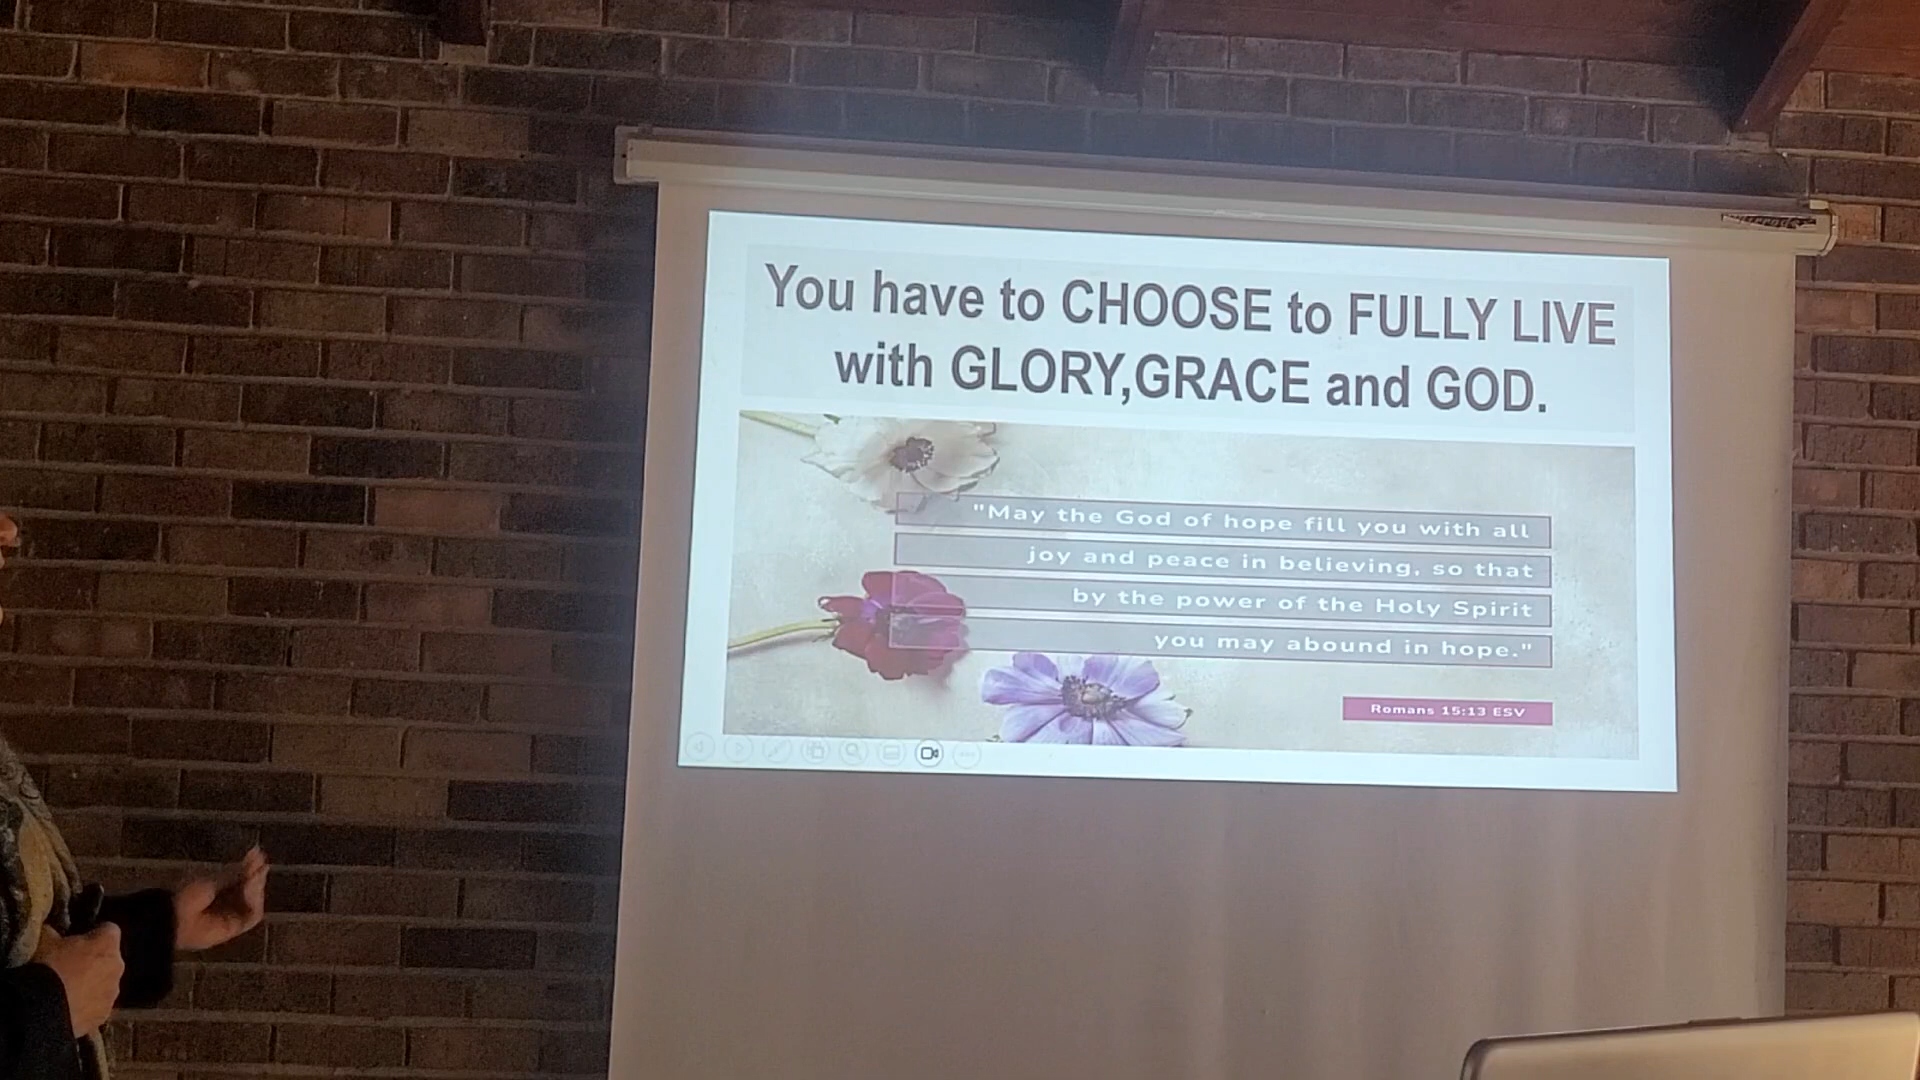 You have to CHOOSE to FULLY LIVE
with GLORY,GRACE and GOD.
"May the God of hope fill you with all
joy and peace in believing, so that
by the power of the Holy Spirit
you may abound in hope."
Romans 15:13 ESV